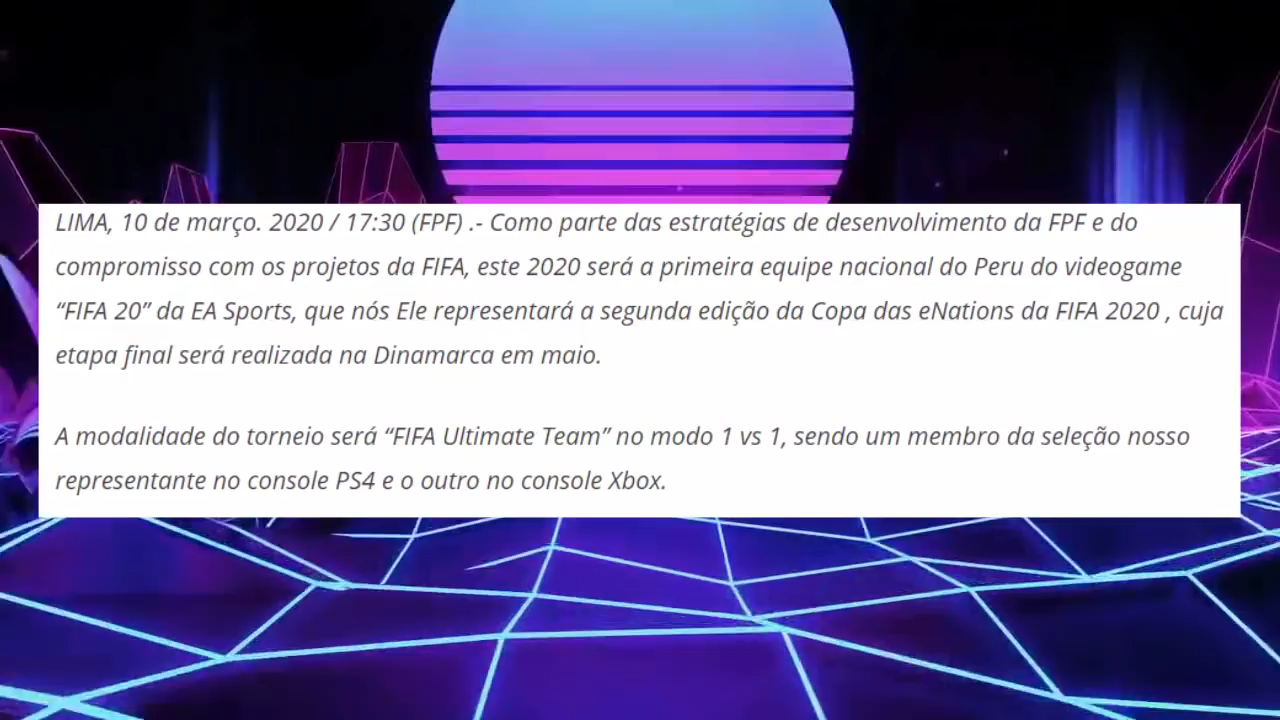 LIMA, 10 de março. 2020 / 17:30 (FPF) .- Como parte das estratégias de desenvolvimento da FPF e do
compromisso com os projetos da FIFA, este 2020 será a primeira equipe nacional do Peru do videogame
“FIFA 20” da EA Sports, que nós Ele representará a segunda edição da Copa das eNations da FIFA 2020 , cuja
etapa final será realizada na Dinamarca em maio.
A modalidade do torneio será “FIFA Ultimate Team” no modo 1 vs 1, sendo um membro da seleção nosso
representante no console PS4 e o outro no console Xbox.